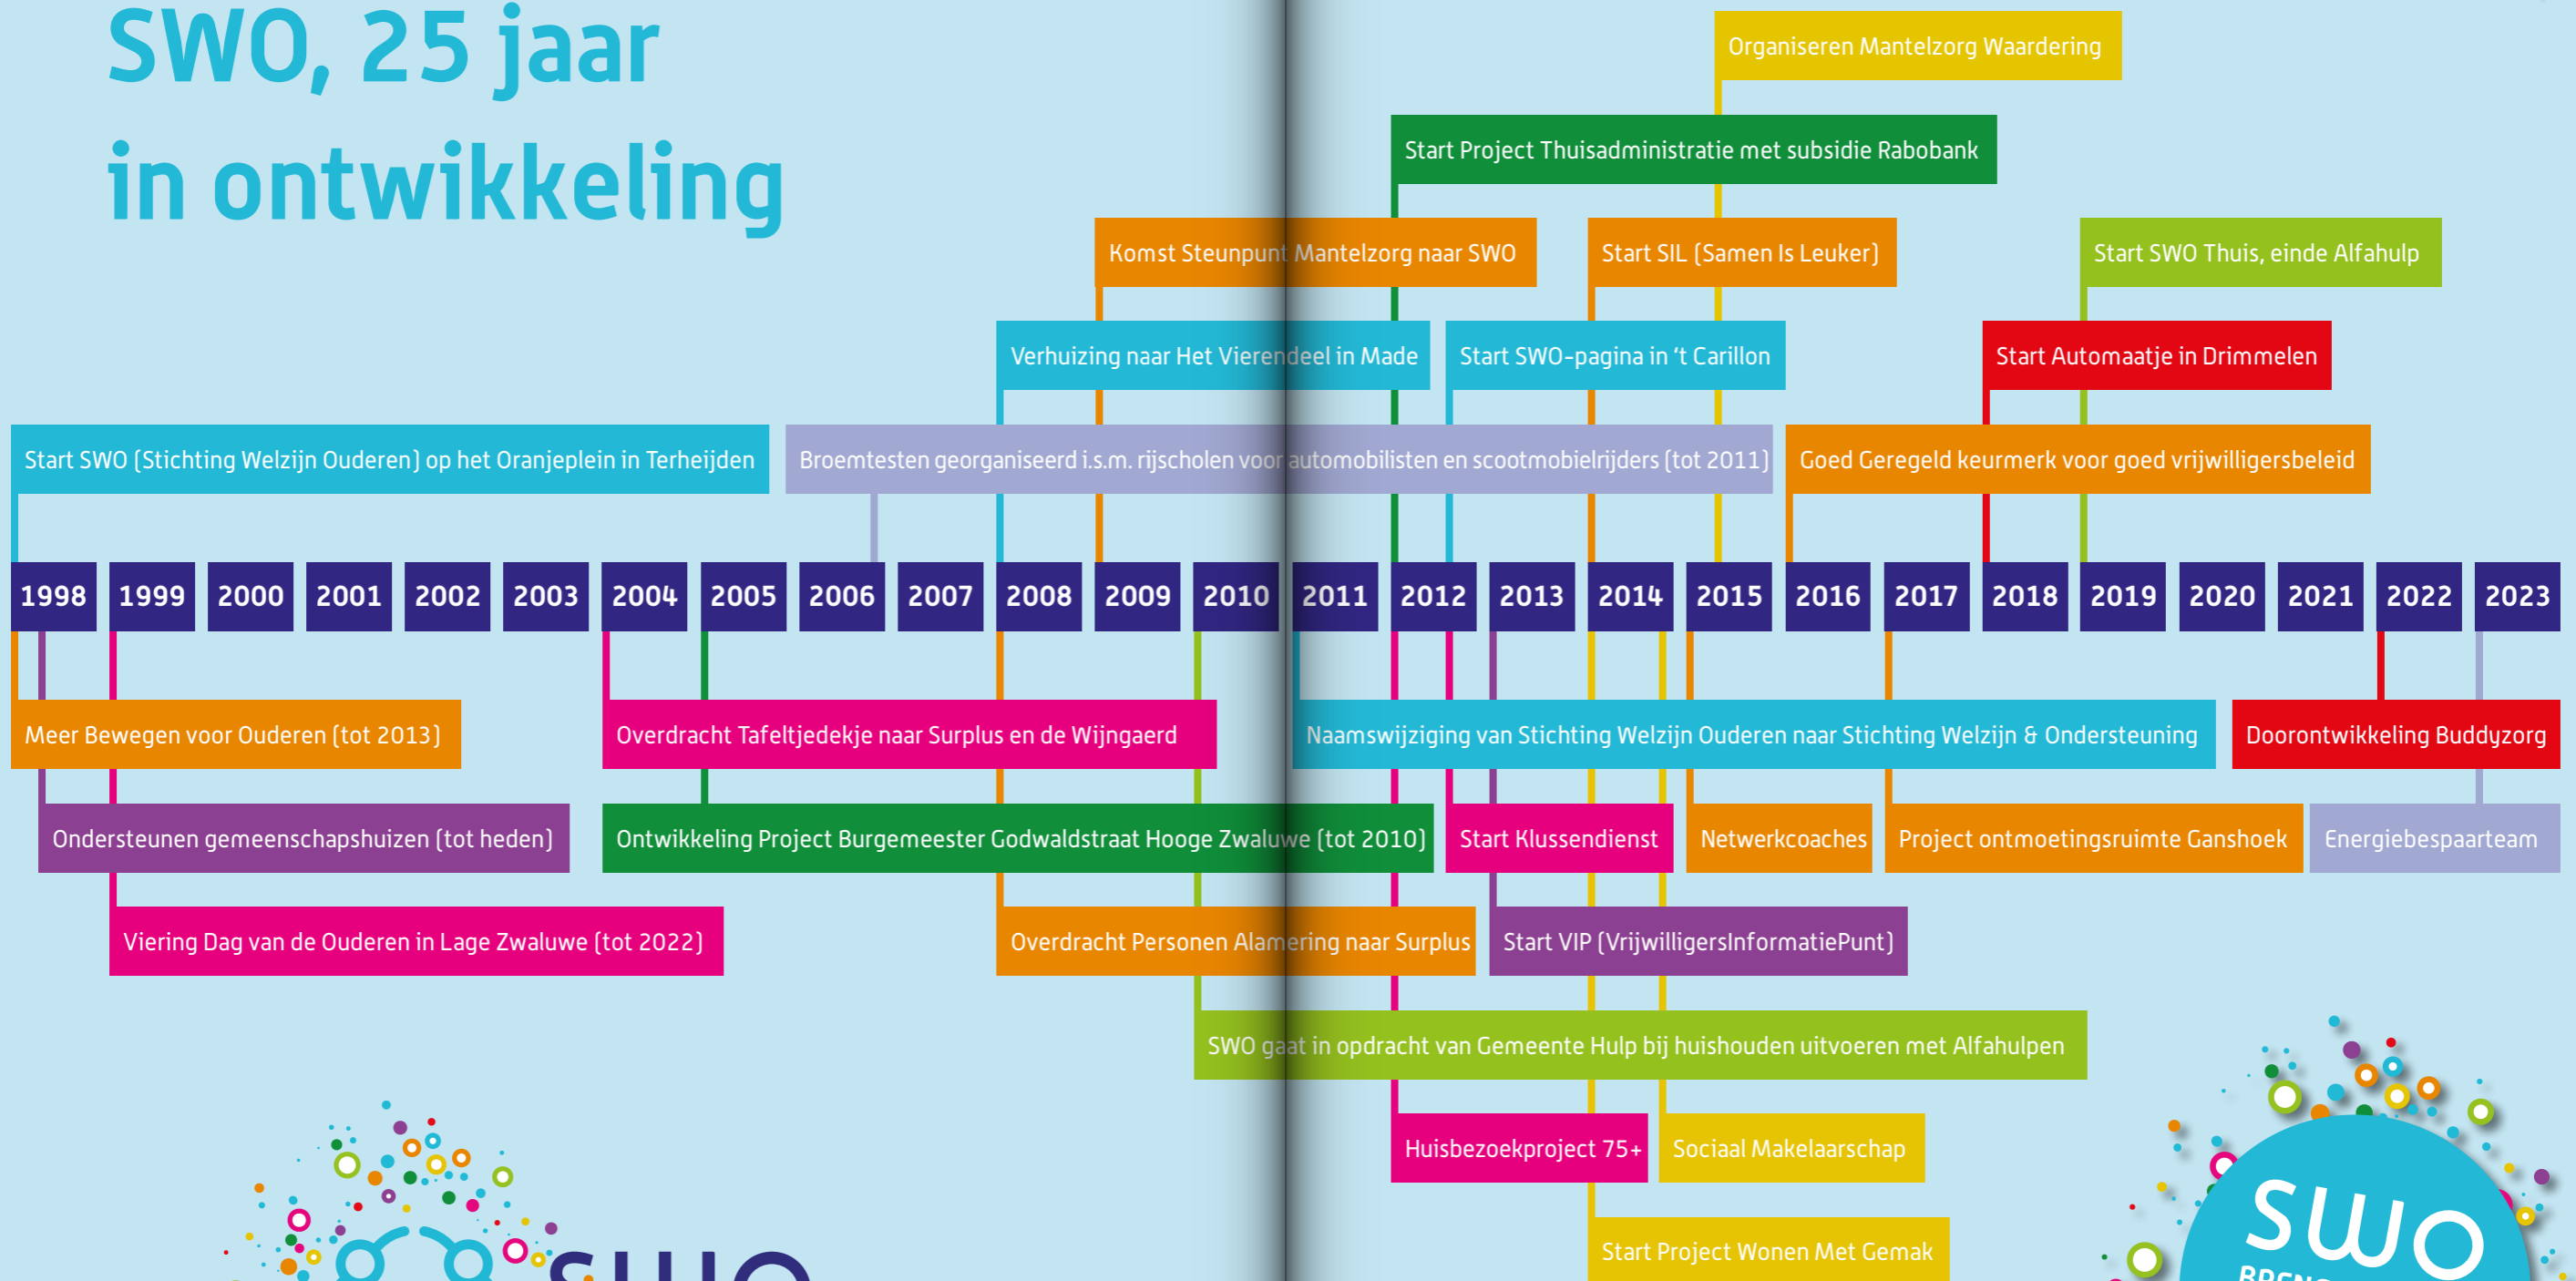 SWO, 25 jaar
in ontwikkeling
Organiseren Mantelzorg Waardering
Start Project Thuisadministratie met subsidie Rabobank
Komst Steunpunt Mantelzorg naar SWO
Start SIL (Samen Is Leuker)
Start SWO Thuis, einde Alfahulp
Verhuizing naar Het Vierendeel in Made
Start SWO-pagina in ‘t Carillon
Start Automaatje in Drimmelen
Start SWO (Stichting Welzijn Ouderen) op het Oranjeplein in Terheijden
Broemtesten georganiseerd i.s.m. rijscholen voor automobilisten en scootmobielrijders (tot 2011)
Goed Geregeld keurmerk voor goed vrijwilligersbeleid
1998 1999 2000 2001 2002 2003 2004 2005 2006 2007 2008 2009 2010 2011 2012 2013 2014 2015 2016 2017 2018 2019 2020 2021 2022 2023
Meer Bewegen voor Ouderen (tot 2013)
Overdracht Tafeltjedekje naar Surplus en de Wijngaerd
Naamswijziging van Stichting Welzijn Ouderen naar Stichting Welzijn & Ondersteuning
Doorontwikkeling Buddyzorg
Ondersteunen gemeenschapshuizen (tot heden)
Ontwikkeling Project Burgemeester Godwaldstraat Hooge Zwaluwe (tot 2010)
Start Klussendienst
Netwerkcoaches
Project ontmoetingsruimte Ganshoek
Energiebespaarteam
Viering Dag van de Ouderen in Lage Zwaluwe (tot 2022)
Overdracht Personen Alamering naar Surplus
Start VIP (VrijwilligersInformatiePunt)
SWO gaat in opdracht van Gemeente Hulp bij huishouden uitvoeren met Alfahulpen
Huisbezoekproject 75+
Sociaal Makelaarschap
Start Project Wonen Met Gemak
swo
swo